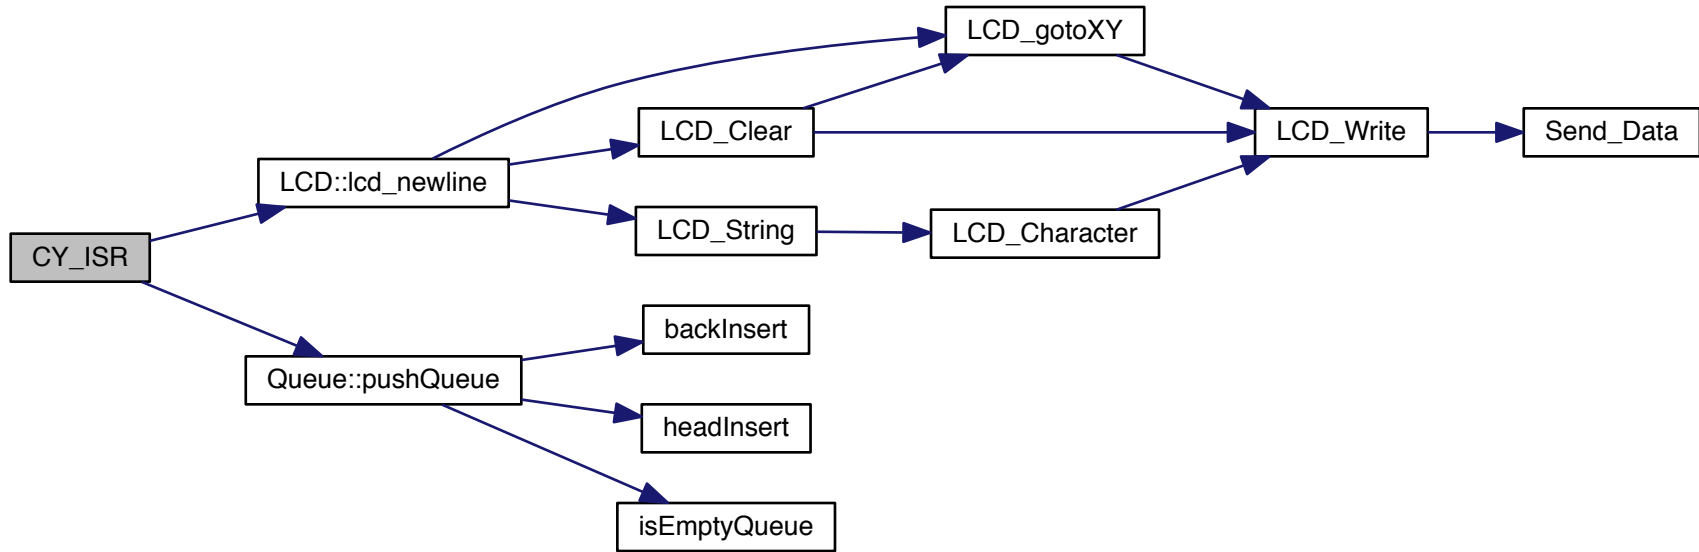 LCD_gotoXY
LCD_Clear
LCD_Write
Send_Data
LCD::lcd_newline
LCD_String
LCD_Character
CY_ISR
backInsert
Queue::pushQueue
headInsert
isEmptyQueue